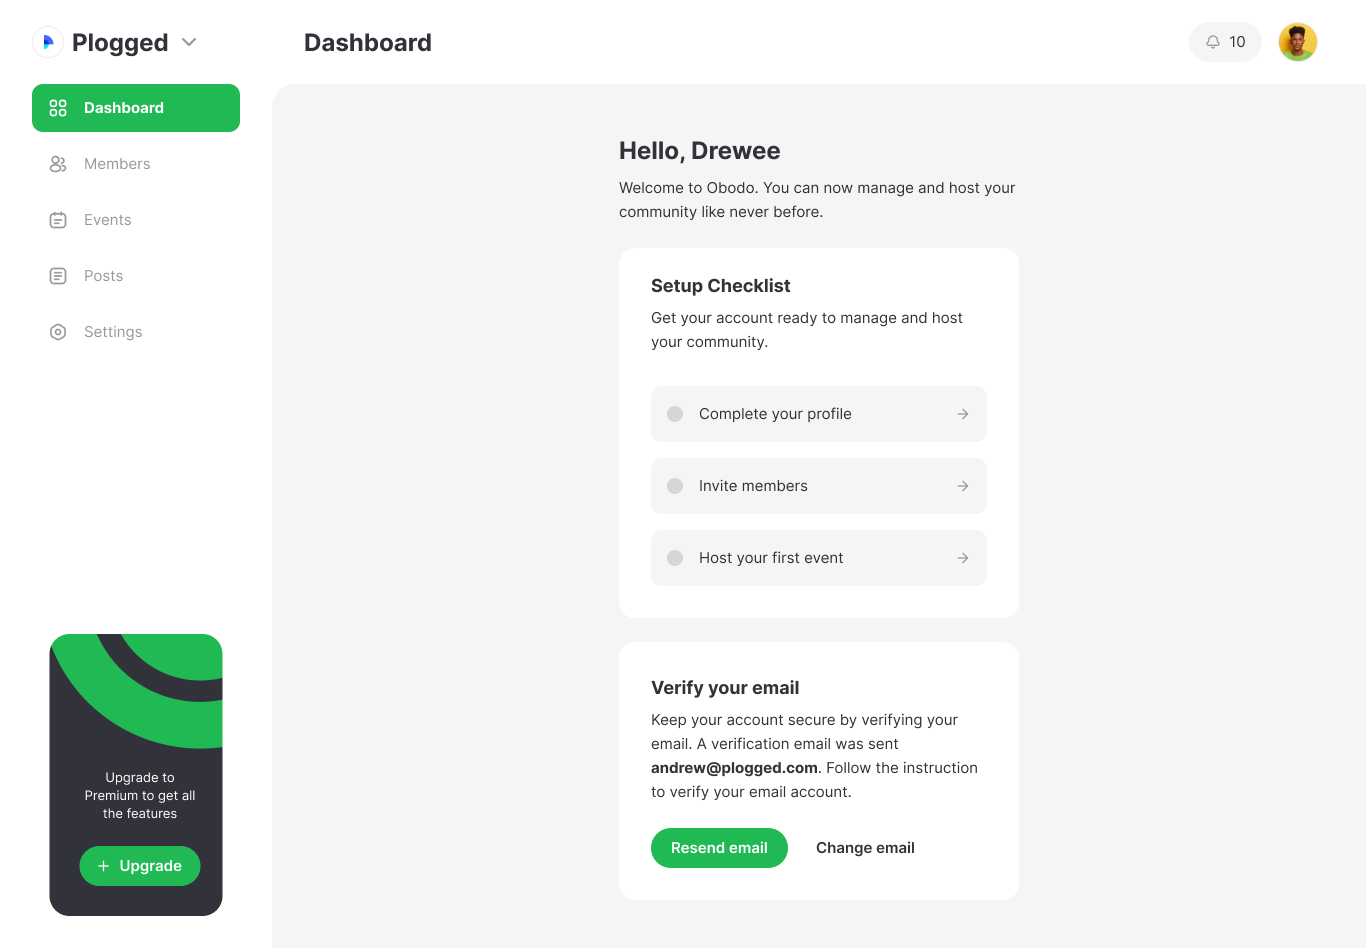 Plogged
Dashboard
10
Dashboard
Members
Events
Posts
Settings
Upgrade to
Premium to get all
the features
+ Upgrade
Hello, Drewee
Welcome to Obodo. You can now manage and host your
community like never before.
Setup Checklist
Get your account ready to manage and host
your community.
Complete your profile
Invite members
Host your first event
Verify your email
Keep your account secure by verifying your
email. A verification email was sent
andrew@plogged.com. Follow the instruction
to verify your email account.
Resend email
Change email